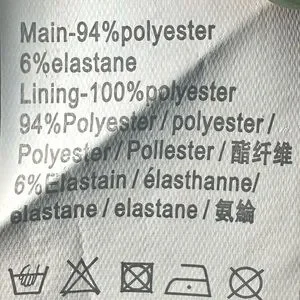 Main-94%polyester
6%elastane
Lining-100%polyester
94%Polyester / polyester /
Polyester / Pollester / 酯纤维
6%Elastain / élasthanne/
elastane / elastane / 氨綸